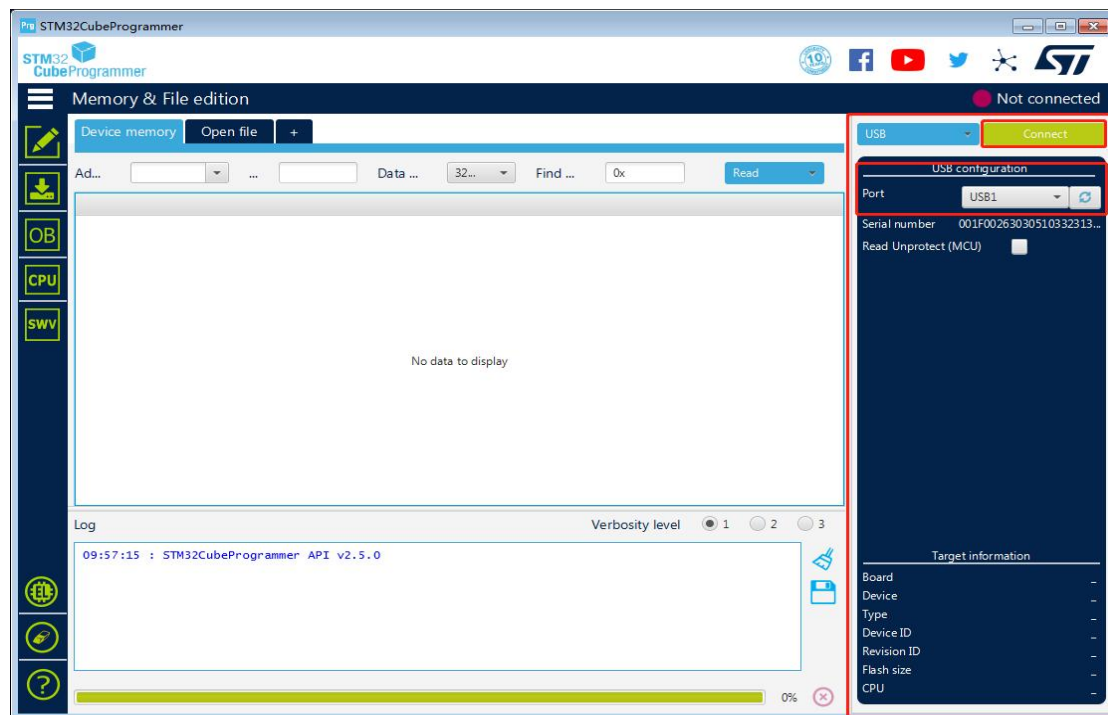 Pro STM32CubeProgrammer
STM32
CubeProgrammer
10
Memory & File edition
Not connected
Device memory Open file +
USB Connect
Ad... ... Data ... 32... Find ... 0x Read
USB configuration
Port USB1
Serial number 001F00263030510332313...
Read Unprotect (MCU)
OB
CPU
SWV
No data to display
Log Verbosity level 1 2 3
09:57:15 : STM32CubeProgrammer API v2.5.0
Target information
Board _
Device _
Type _
Device ID _
Revision ID _
Flash size _
CPU _
EL
?
0%